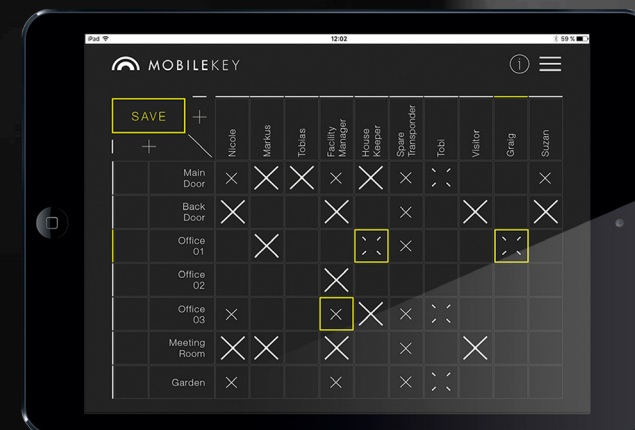 iPad 12:02 59 %
MOBILEKEY
i
SAVE
Nicole
Markus
Tobias
Facility
Manager
House
Keeper
Spare
Transponder
Tobi
Visitor
Graig
Suzan
Main
Door
Back
Door
Office
01
Office
02
Office
03
Meeting
Room
Garden